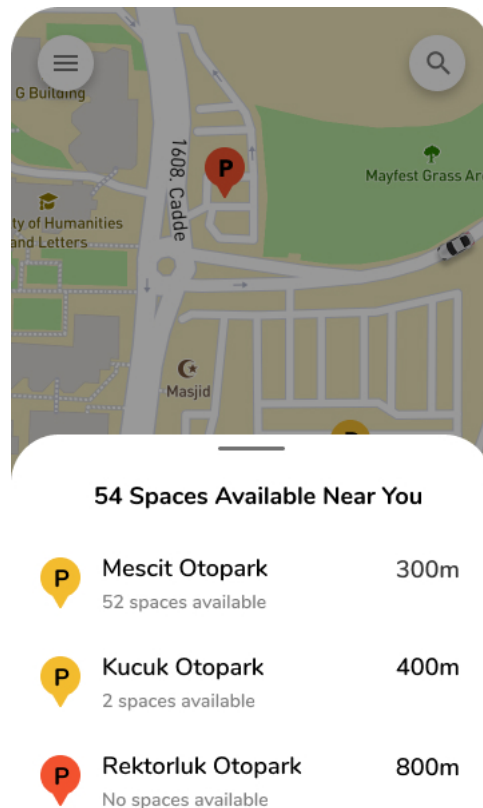 G Building
P
1608. Cadde
Mayfest Grass Ar
ty of Humanities
and Letters
Masjid
54 Spaces Available Near You
P
Mescit Otopark
300m
52 spaces available
P
Kucuk Otopark
400m
2 spaces available
P
Rektorluk Otopark
800m
No spaces available